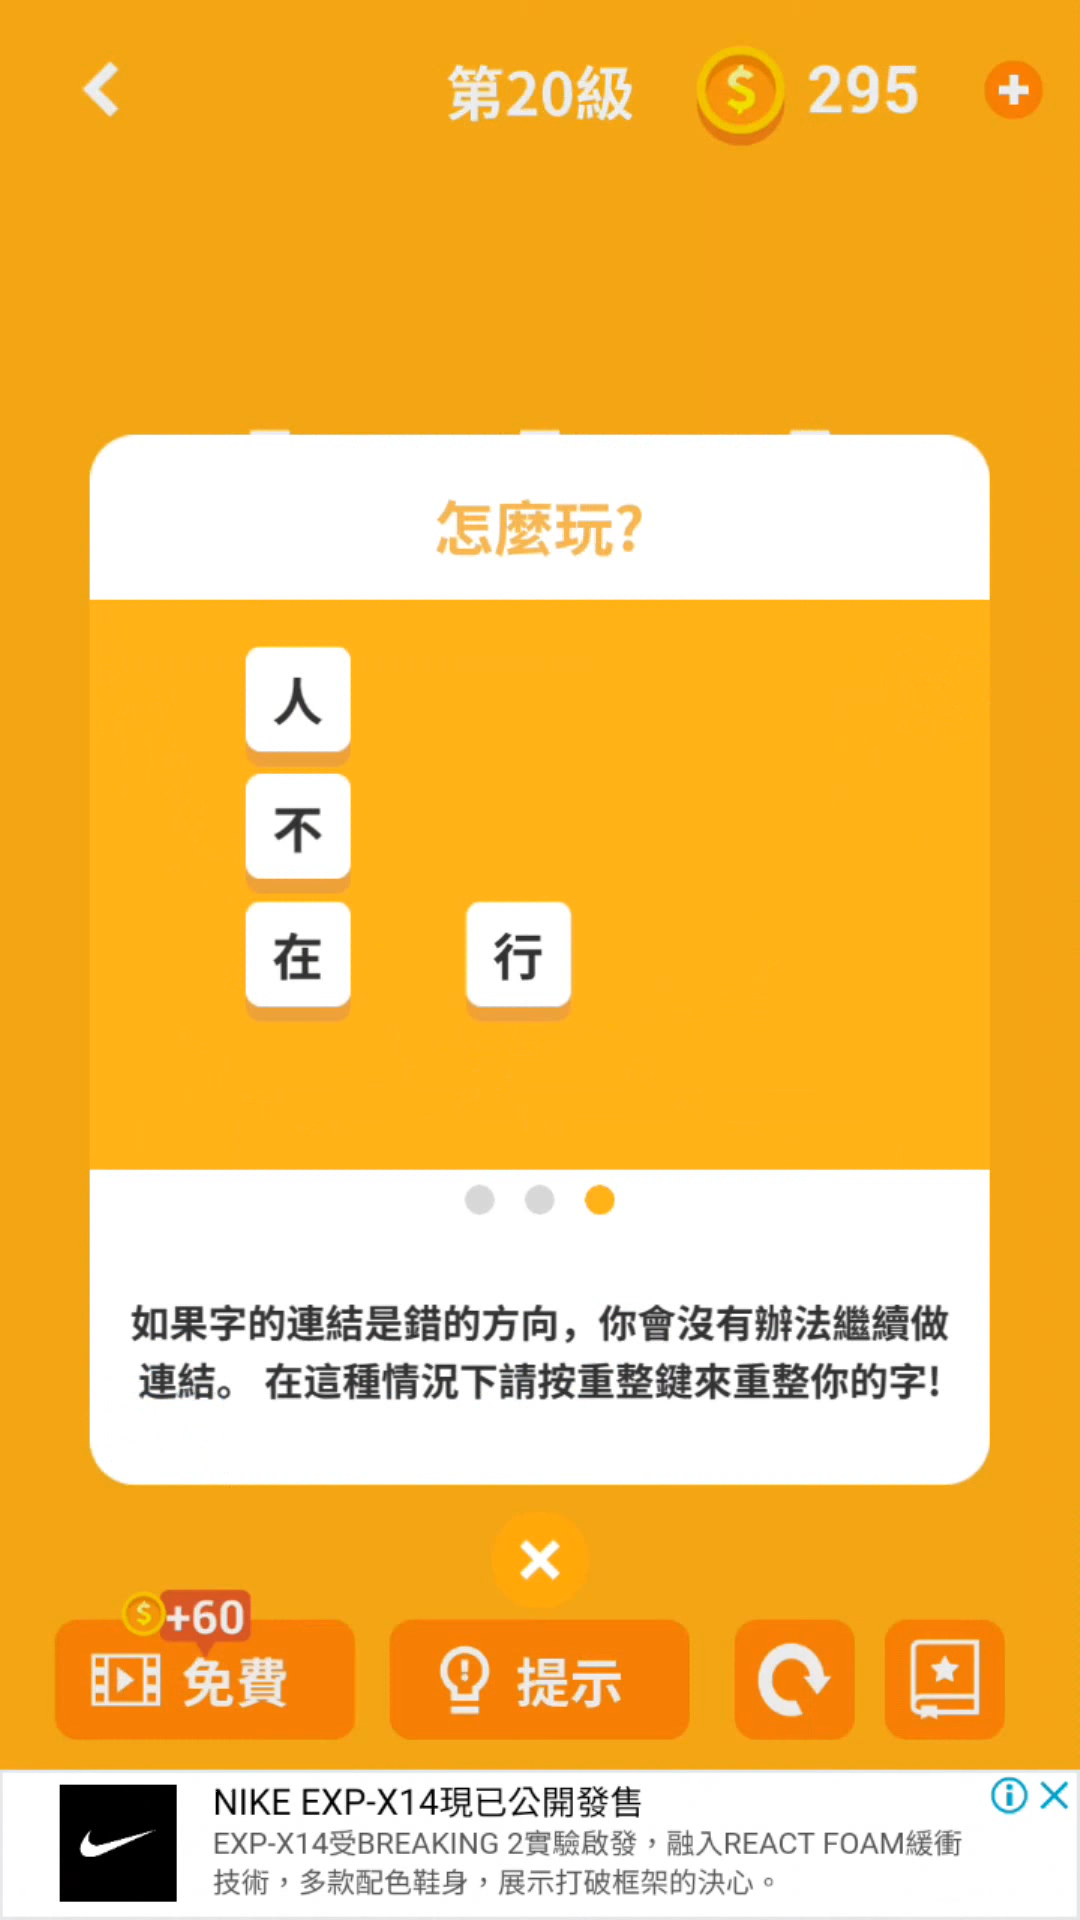 第20級
295
怎麼玩?
人
不
在 行
如果字的連結是錯的方向，你會沒有辦法繼續做
連結。 在這種情況下請按重整鍵來重整你的字!
+60
免費
提示
NIKE EXP-X14現已公開發售
EXP-X14受BREAKING 2實驗啟發，融入REACT FOAM緩衝
技術，多款配色鞋身，展示打破框架的決心。